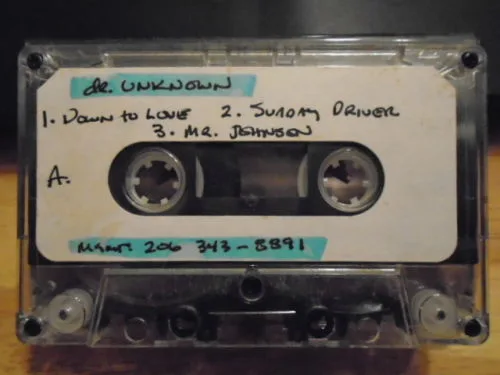 dr. UNKNOWN
1. DOWN TO LOVE 2. SUNDAY DRIVER
3. MR. JOHNSON
A.
MGMT: 206 343-8891